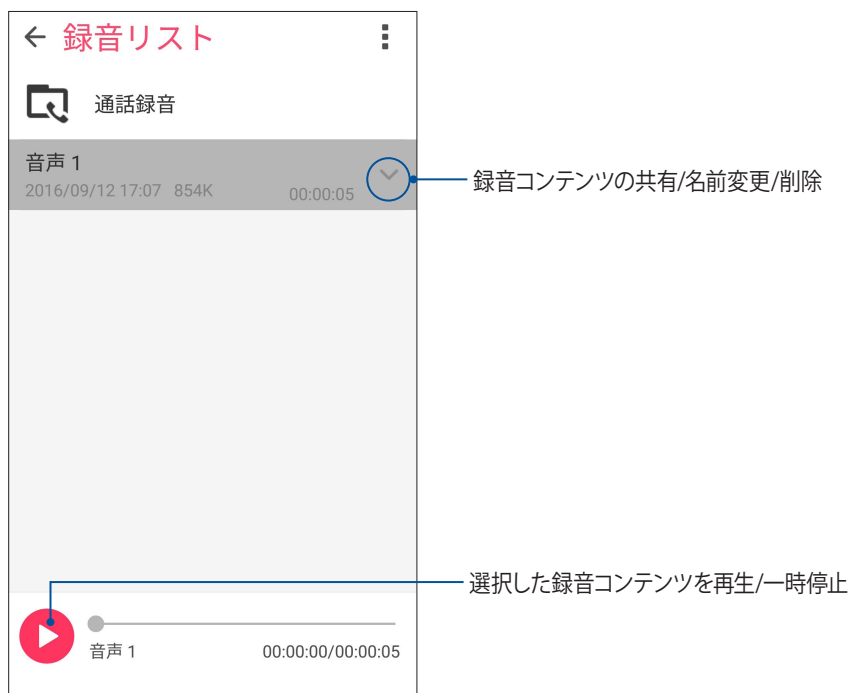 録音リスト
通話録音
音声 1
2016/09/12 17:07 854K 00:00:05
録音コンテンツの共有/名前変更/削除
選択した録音コンテンツを再生/一時停止
音声 1 00:00:00/00:00:05